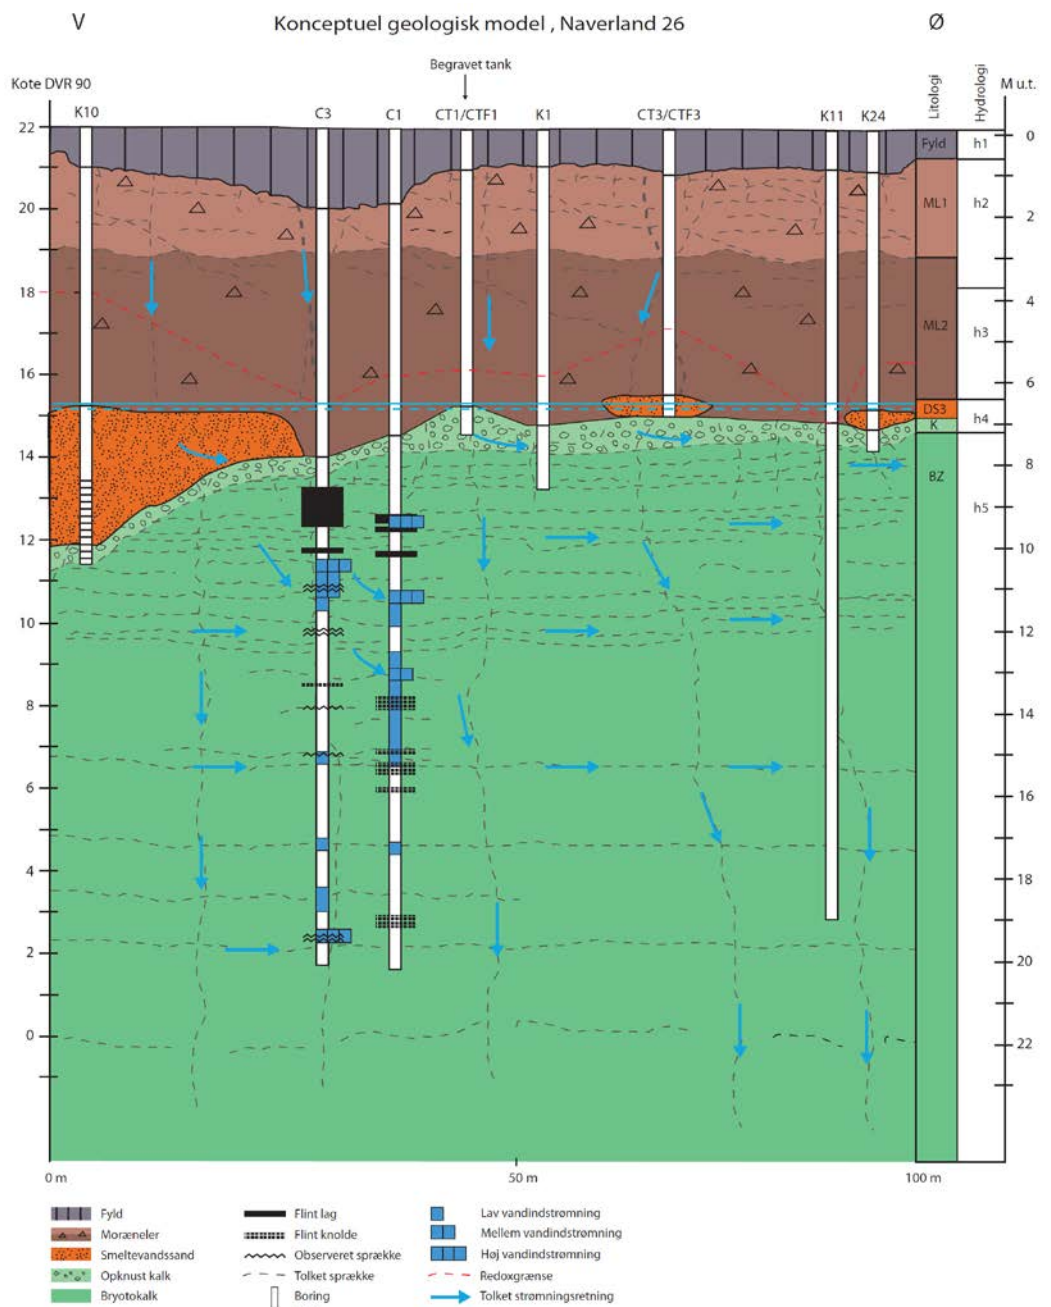 V
Konceptuel geologisk model , Naverland 26
Ø
Begravet tank
Kote DVR 90
Litologi
Hydrologi
M u.t.
K10
C3
C1
CT1/CTF1
K1
CT3/CTF3
K11
K24
22
20
18
16
14
12
10
8
6
4
2
0
Fyld
ML1
ML2
DS3
K
BZ
h1
h2
h3
h4
h5
0
2
4
6
8
10
12
14
16
18
20
22
0 m
50 m
100 m
Fyld
Moræneler
Smeltevandssand
Opknust kalk
Bryotokalk
Flint lag
Flint knolde
Observeret sprække
Tolket sprække
Boring
Lav vandindstrømning
Mellem vandindstrømning
Høj vandindstrømning
Redoxgrænse
Tolket strømningsretning